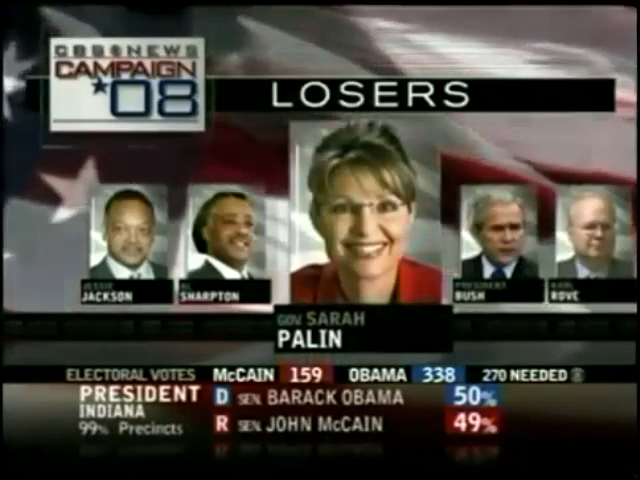 CBS NEWS
CAMPAIGN
'08
LOSERS
JESSE
JACKSON
AL
SHARPTON
GOV. SARAH
PALIN
PRESIDENT
BUSH
KARL
ROVE
ELECTORAL VOTES McCAIN 159 OBAMA 338 270 NEEDED
PRESIDENT
INDIANA
99% Precincts
D SEN. BARACK OBAMA 50%
R SEN. JOHN McCAIN 49%